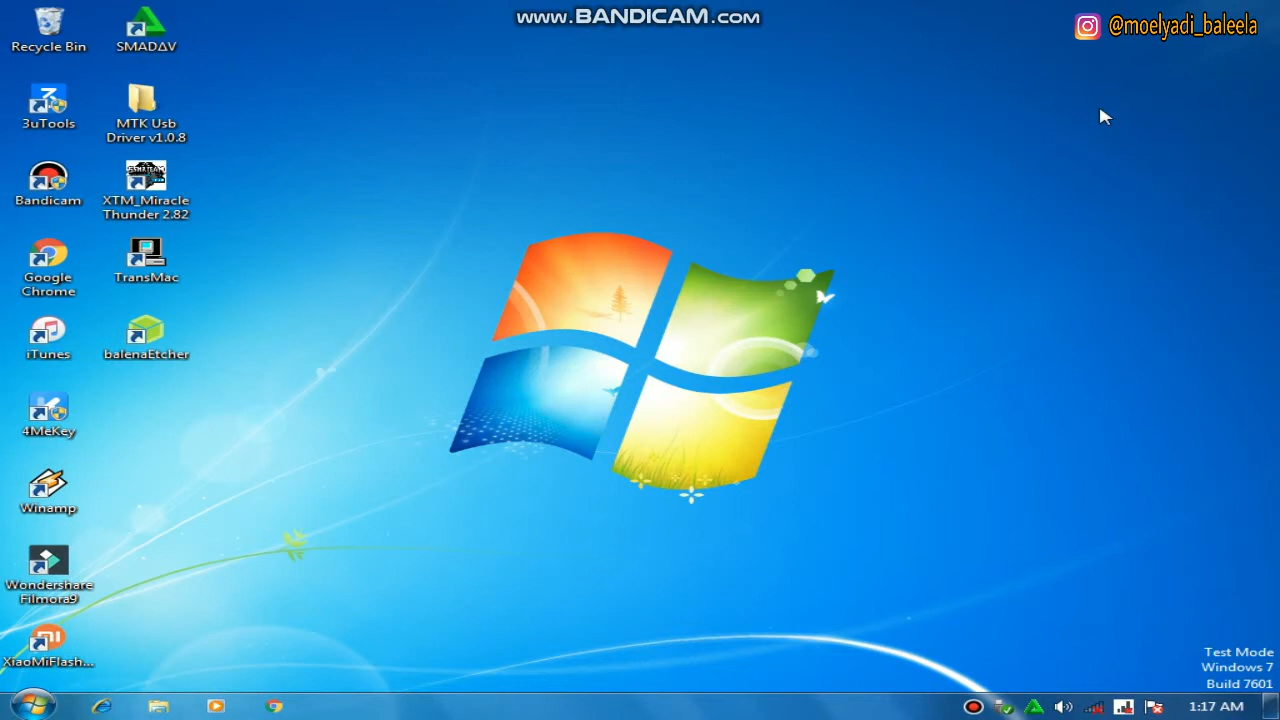 www.BANDICAM.com
@moelyadi_baleela
Recycle Bin
SMAD∆V
3uTools
MTK Usb
Driver v1.0.8
Bandicam
XTM_Miracle
Thunder 2.82
Google
Chrome
TransMac
iTunes
balenaEtcher
4MeKey
Winamp
Wondershare
Filmora9
XiaoMiFlash...
Test Mode
Windows 7
Build 7601
1:17 AM